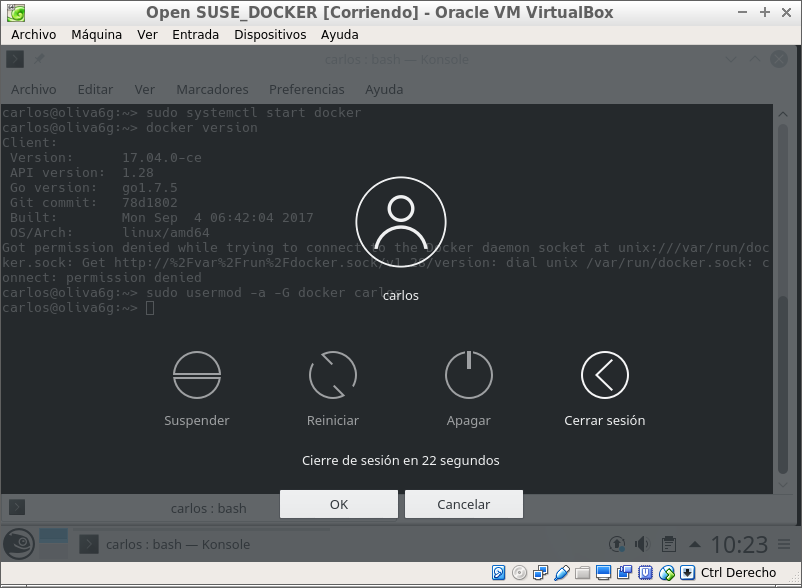 Open SUSE_DOCKER [Corriendo] - Oracle VM VirtualBox
Archivo Máquina Ver Entrada Dispositivos Ayuda
carlos : bash — Konsole
Archivo Editar Ver Marcadores Preferencias Ayuda
carlos@oliva6g:~> sudo systemctl start docker
carlos@oliva6g:~> docker version
Client:
Version: 17.04.0-ce
API version: 1.28
Go version: go1.7.5
Git commit: 78d1802
Built: Mon Sep 4 06:42:04 2017
OS/Arch: linux/amd64
Got permission denied while trying to connect to the Docker daemon socket at unix:///var/run/doc
ker.sock: Get http://%2Fvar%2Frun%2Fdocker.sock/v1.28/version: dial unix /var/run/docker.sock: c
onnect: permission denied
carlos@oliva6g:~> sudo usermod -a -G docker carlos
carlos@oliva6g:~>
carlos
Suspender Reiniciar Apagar Cerrar sesión
Cierre de sesión en 22 segundos
OK Cancelar
carlos : bash
carlos : bash — Konsole 10:23
Ctrl Derecho